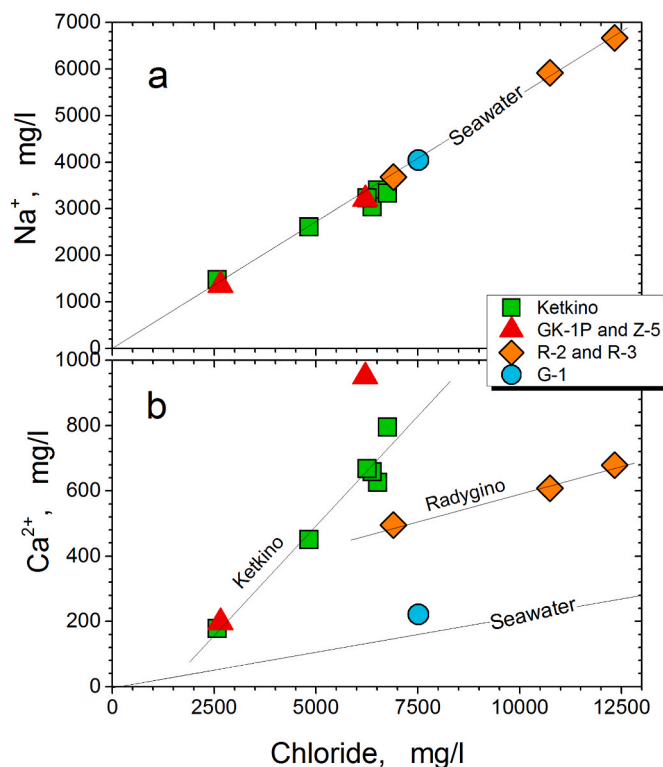 7000
6000
5000
4000
3000
2000
1000
0
Na⁺, mg/l
a
Seawater
Ketkino
GK-1P and Z-5
R-2 and R-3
G-1
1000
800
600
400
200
0
Ca²⁺, mg/l
b
Ketkino
Radygino
Seawater
0 2500 5000 7500 10000 12500
Chloride, mg/l